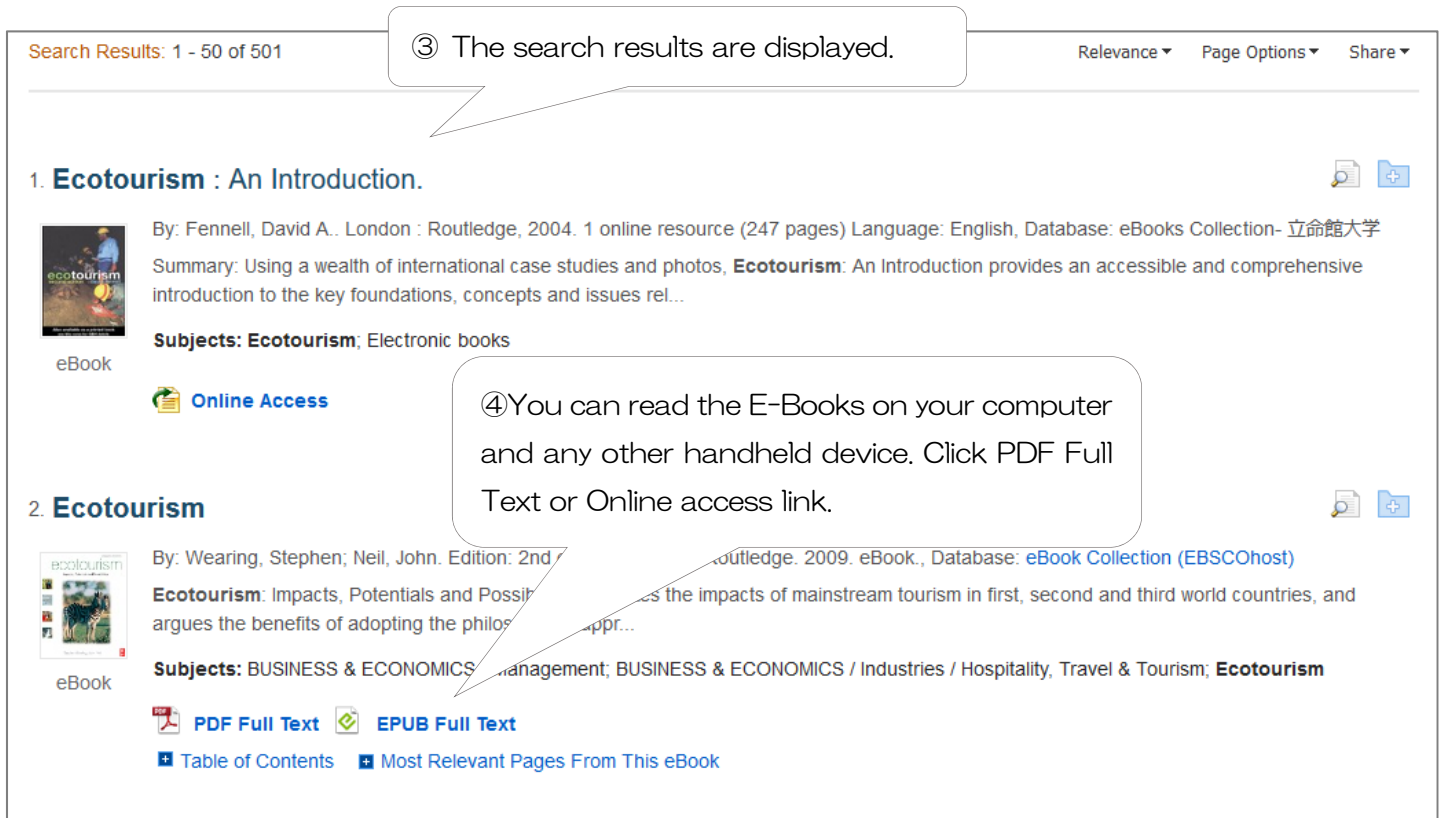 Search Results: 1 - 50 of 501
③ The search results are displayed.
Relevance Page Options Share
1. Ecotourism : An Introduction.
By: Fennell, David A.. London : Routledge, 2004. 1 online resource (247 pages) Language: English, Database: eBooks Collection- 立命館大学
Summary: Using a wealth of international case studies and photos, Ecotourism: An Introduction provides an accessible and comprehensive
introduction to the key foundations, concepts and issues rel...
ecotourism
Subjects: Ecotourism; Electronic books
eBook
Online Access
④You can read the E-Books on your computer
and any other handheld device. Click PDF Full
Text or Online access link.
2. Ecotourism
By: Wearing, Stephen; Neil, John. Edition: 2nd outledge. 2009. eBook., Database: eBook Collection (EBSCOhost)
Ecotourism: Impacts, Potentials and Possib es the impacts of mainstream tourism in first, second and third world countries, and
argues the benefits of adopting the philos appr...
ecotourism
Subjects: BUSINESS & ECONOMICS anagement; BUSINESS & ECONOMICS / Industries / Hospitality, Travel & Tourism; Ecotourism
eBook
PDF Full Text EPUB Full Text
Table of Contents Most Relevant Pages From This eBook